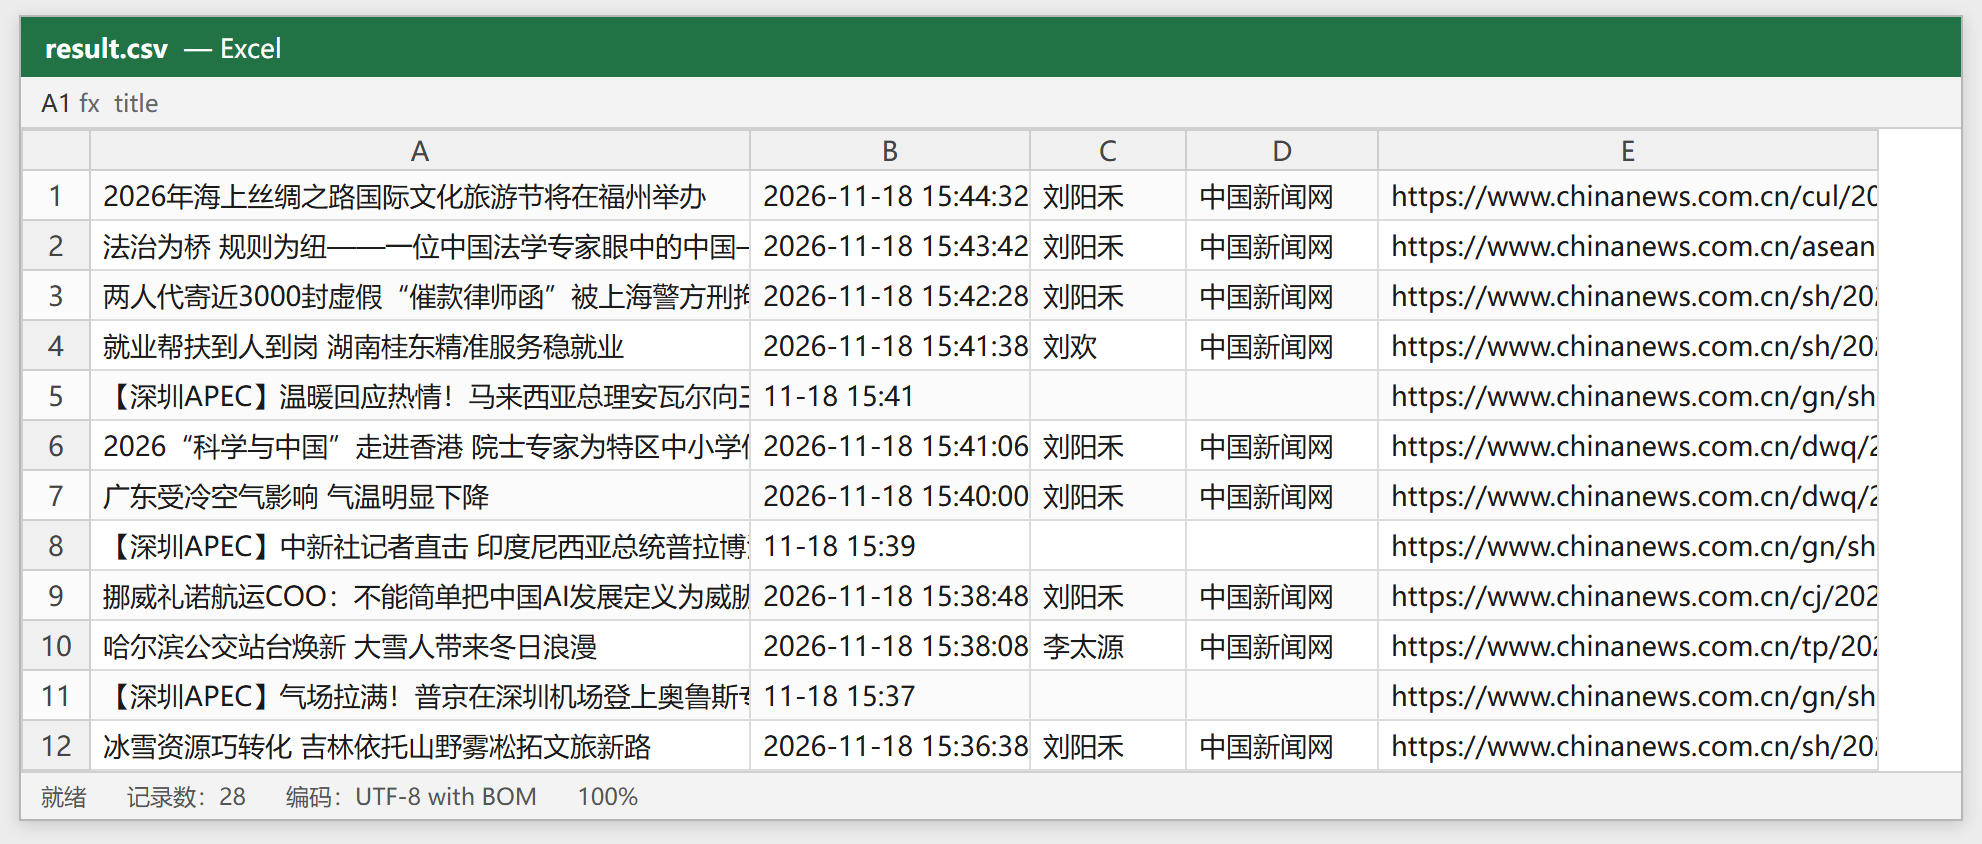 result.csv — Excel
A1 fx title
A B C D E
1 2026年海上丝绸之路国际文化旅游节将在福州举办 2026-11-18 15:44:32 刘阳禾 中国新闻网 https://www.chinanews.com.cn/cul/20
2 法治为桥 规则为纽——一位中国法学专家眼中的中国— 2026-11-18 15:43:42 刘阳禾 中国新闻网 https://www.chinanews.com.cn/asean
3 两人代寄近3000封虚假“催款律师函”被上海警方刑拘 2026-11-18 15:42:28 刘阳禾 中国新闻网 https://www.chinanews.com.cn/sh/202
4 就业帮扶到人到岗 湖南桂东精准服务稳就业 2026-11-18 15:41:38 刘欢 中国新闻网 https://www.chinanews.com.cn/sh/202
5 【深圳APEC】温暖回应热情！马来西亚总理安瓦尔向 11-18 15:41 https://www.chinanews.com.cn/gn/sh
6 2026“科学与中国”走进香港 院士专家为特区中小学 2026-11-18 15:41:06 刘阳禾 中国新闻网 https://www.chinanews.com.cn/dwq/2
7 广东受冷空气影响 气温明显下降 2026-11-18 15:40:00 刘阳禾 中国新闻网 https://www.chinanews.com.cn/dwq/2
8 【深圳APEC】中新社记者直击 印度尼西亚总统普拉博 11-18 15:39 https://www.chinanews.com.cn/gn/sh
9 挪威礼诺航运COO：不能简单把中国AI发展定义为威胁 2026-11-18 15:38:48 刘阳禾 中国新闻网 https://www.chinanews.com.cn/cj/202
10 哈尔滨公交站台焕新 大雪人带来冬日浪漫 2026-11-18 15:38:08 李太源 中国新闻网 https://www.chinanews.com.cn/tp/202
11 【深圳APEC】气场拉满！普京在深圳机场登上奥鲁斯专 11-18 15:37 https://www.chinanews.com.cn/gn/sh
12 冰雪资源巧转化 吉林依托山野雾凇拓文旅新路 2026-11-18 15:36:38 刘阳禾 中国新闻网 https://www.chinanews.com.cn/sh/202
就绪 记录数：28 编码：UTF-8 with BOM 100%